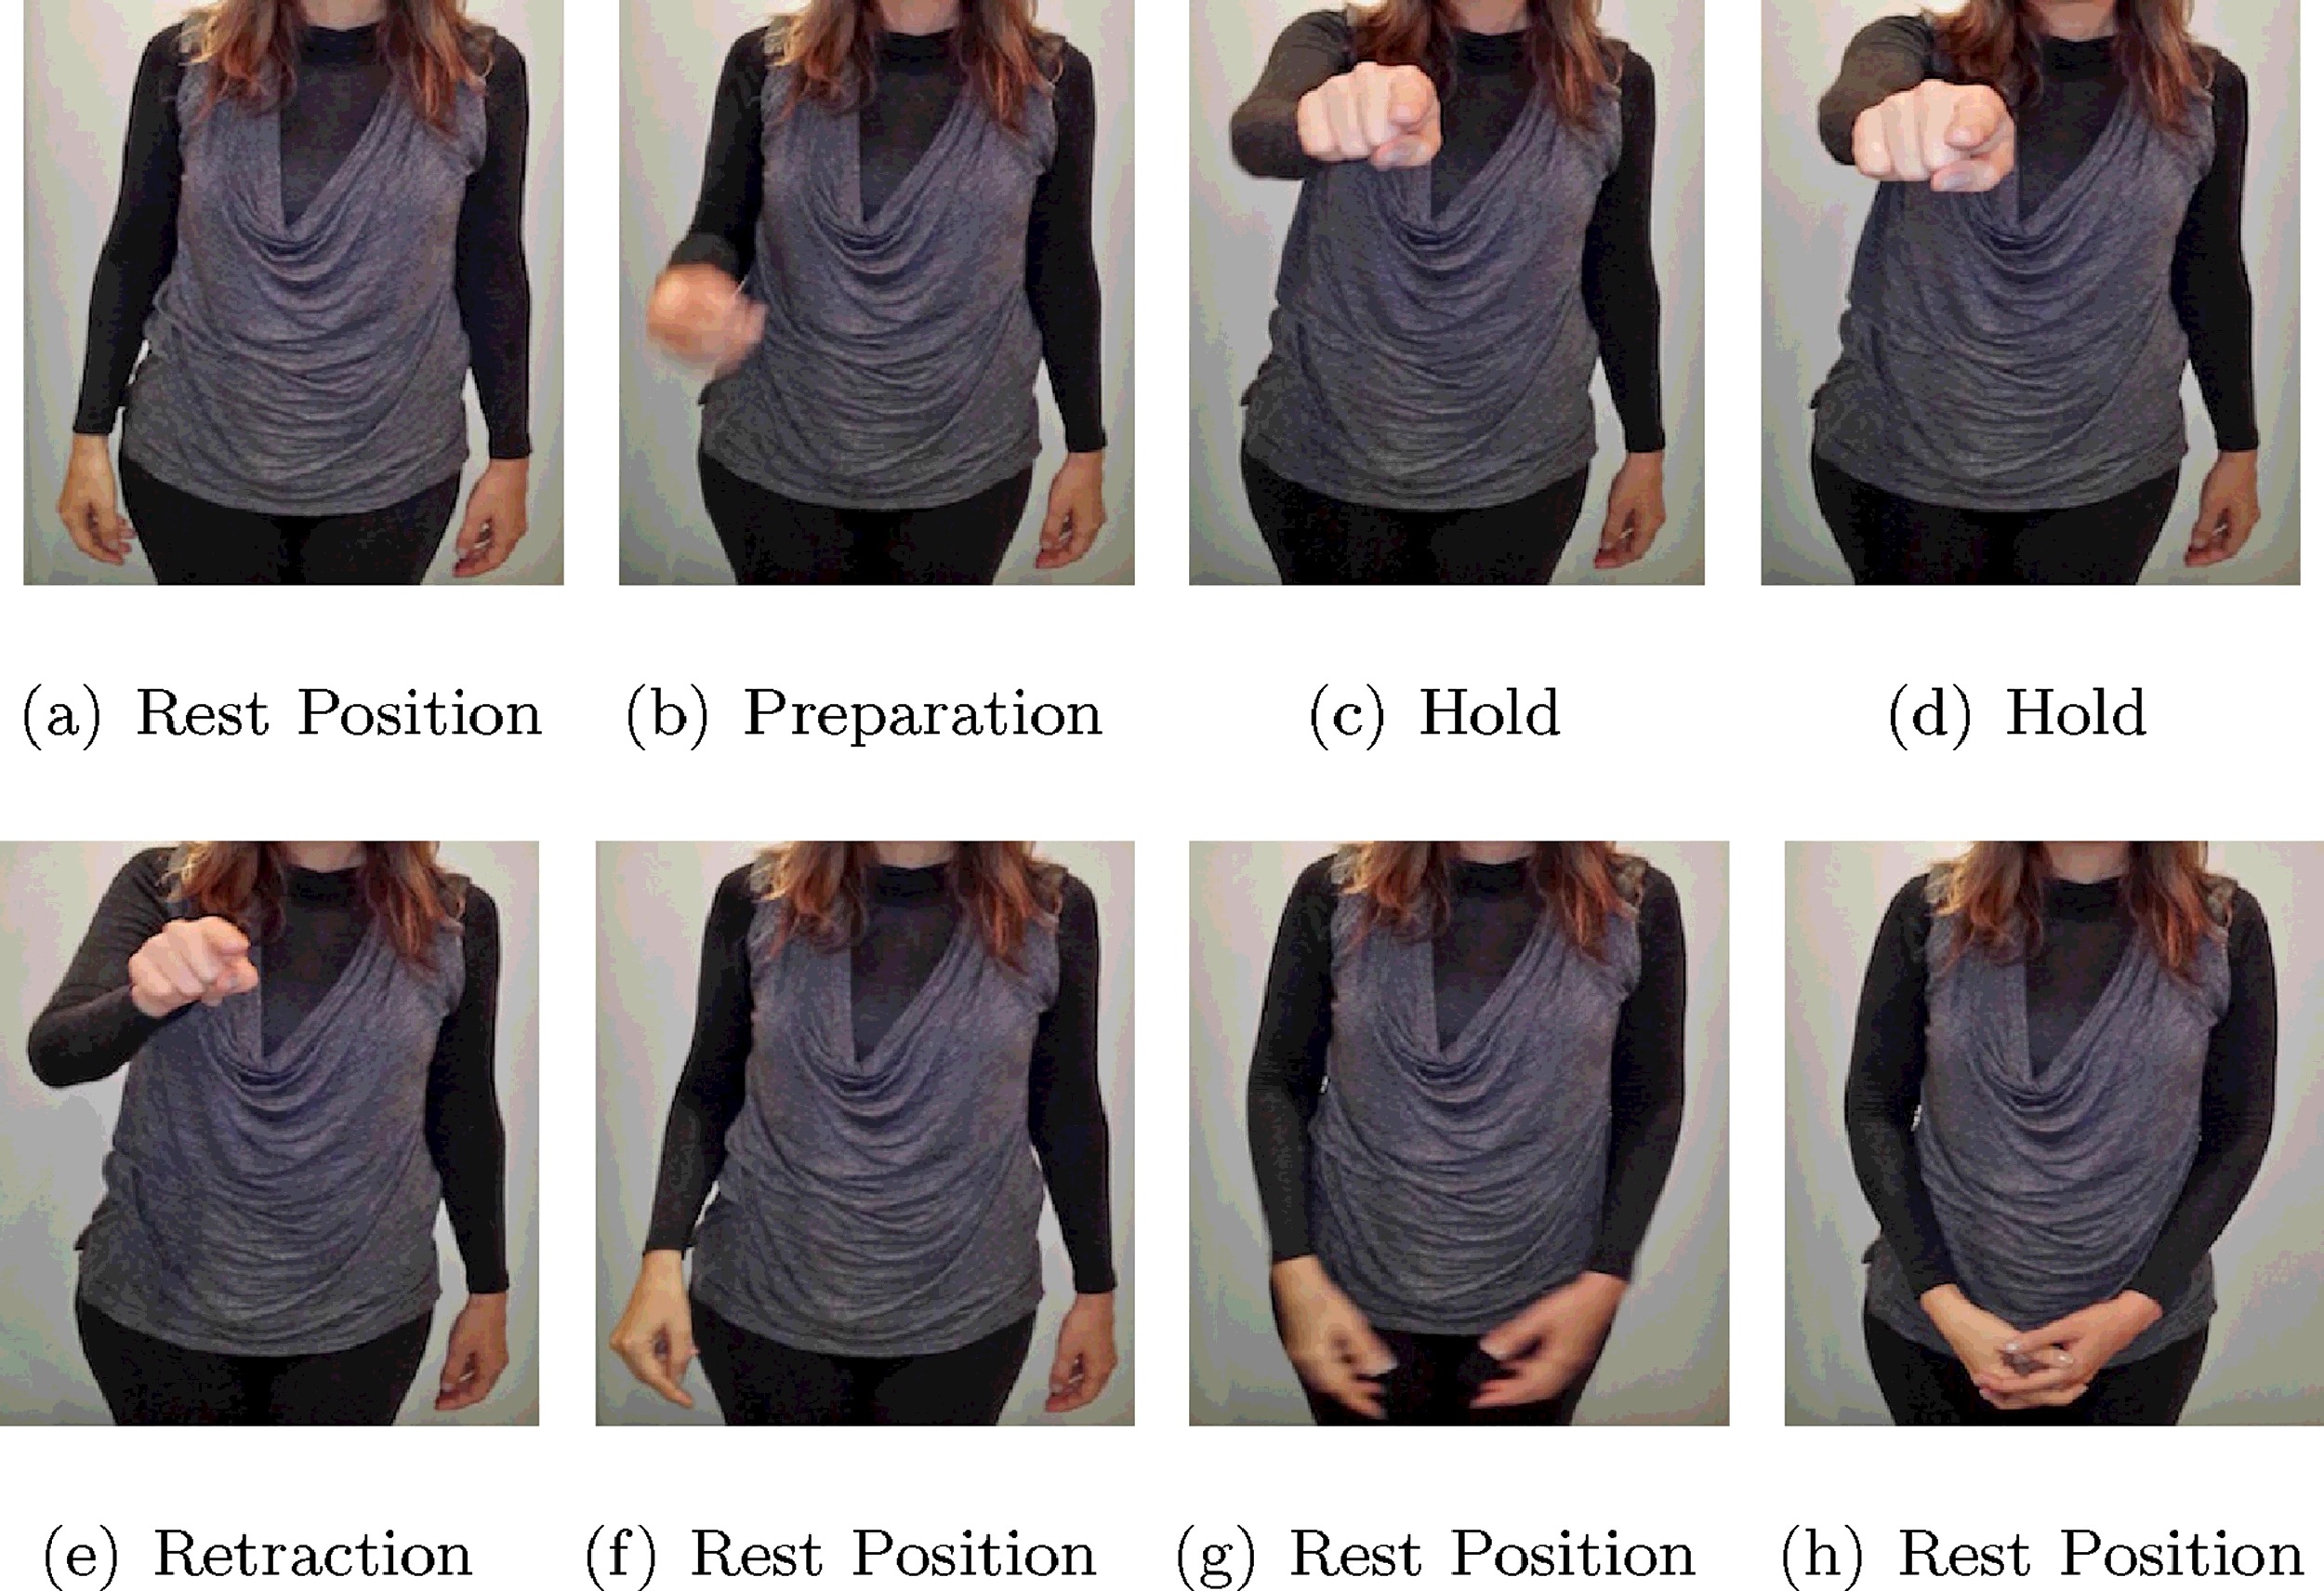 (a) Rest Position
(b) Preparation
(c) Hold
(d) Hold
(e) Retraction
(f) Rest Position
(g) Rest Position
(h) Rest Position